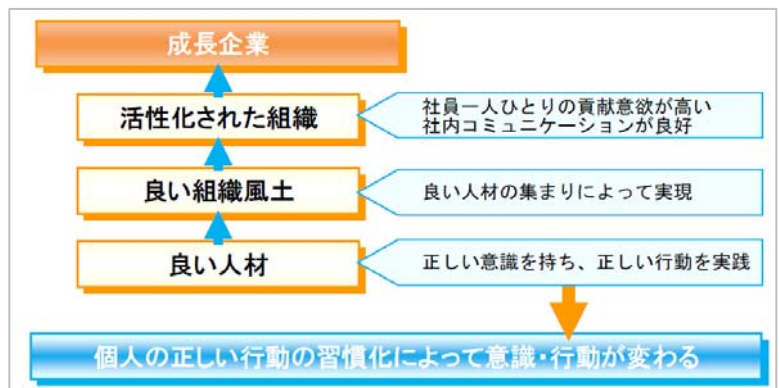 成長企業
活性化された組織
社員一人ひとりの貢献意欲が高い
社内コミュニケーションが良好
良い組織風土
良い人材の集まりによって実現
良い人材
正しい意識を持ち、正しい行動を実践
個人の正しい行動の習慣化によって意識・行動が変わる